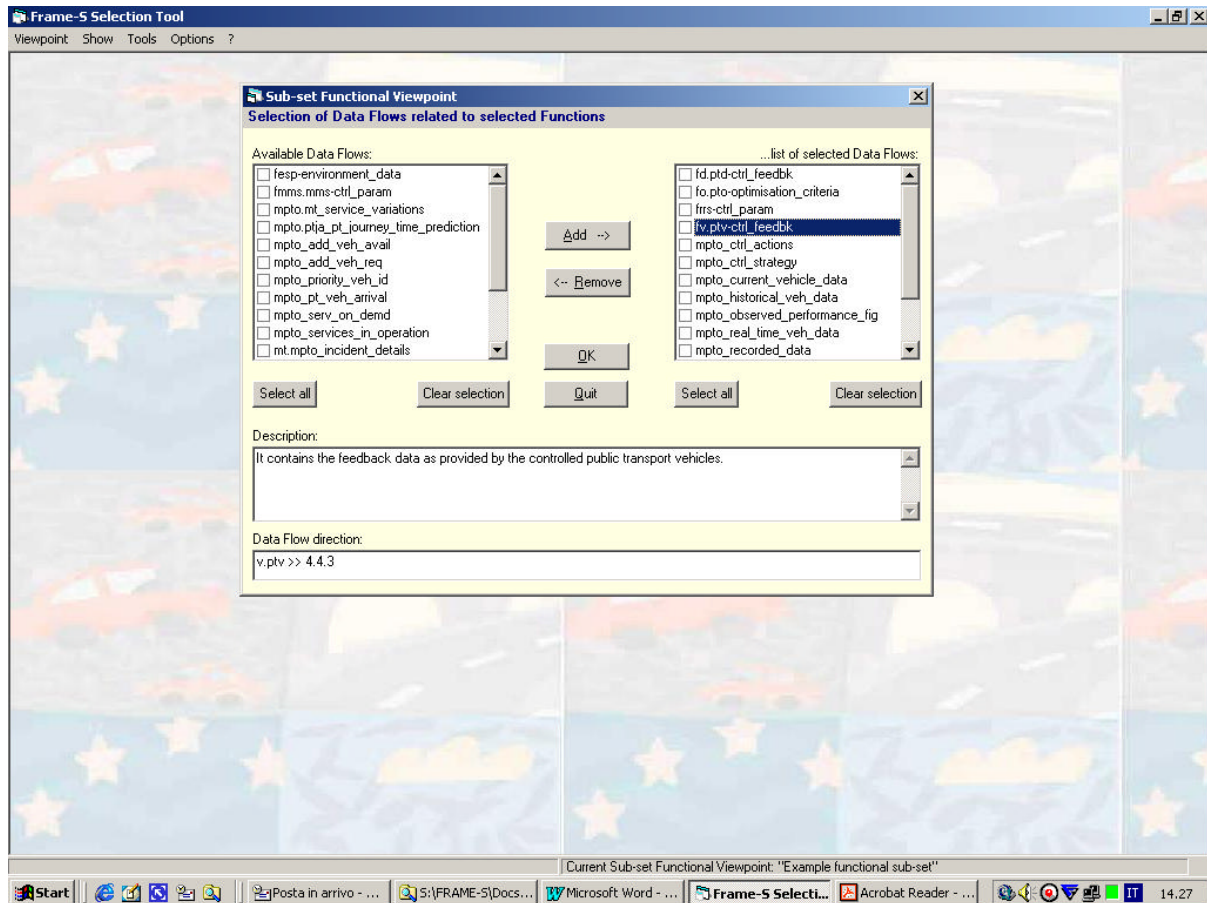 Frame-S Selection Tool
Viewpoint Show Tools Options ?
Sub-set Functional Viewpoint
Selection of Data Flows related to selected Functions
Available Data Flows:
fesp-environment_data
fmms.mms-ctrl_param
mpto.mt_service_variations
mpto.ptja_pt_journey_time_prediction
mpto_add_veh_avail
mpto_add_veh_req
mpto_priority_veh_id
mpto_pt_veh_arrival
mpto_serv_on_demd
mpto_services_in_operation
mt.mpto_incident_details
Add -->
<-- Remove
OK
Quit
...list of selected Data Flows:
fd.ptd-ctrl_feedbk
fo.pto-optimisation_criteria
frrs-ctrl_param
fv.ptv-ctrl_feedbk
mpto_ctrl_actions
mpto_ctrl_strategy
mpto_current_vehicle_data
mpto_historical_veh_data
mpto_observed_performance_fig
mpto_real_time_veh_data
mpto_recorded_data
Select all
Clear selection
Select all
Clear selection
Description:
It contains the feedback data as provided by the controlled public transport vehicles.
Data Flow direction:
v.ptv >> 4.4.3
Current Sub-set Functional Viewpoint: "Example functional sub-set"
Start
Posta in arrivo - ...
S:\FRAME-S\Docs...
Microsoft Word - ...
Frame-S Selecti...
Acrobat Reader - ...
IT
14.27